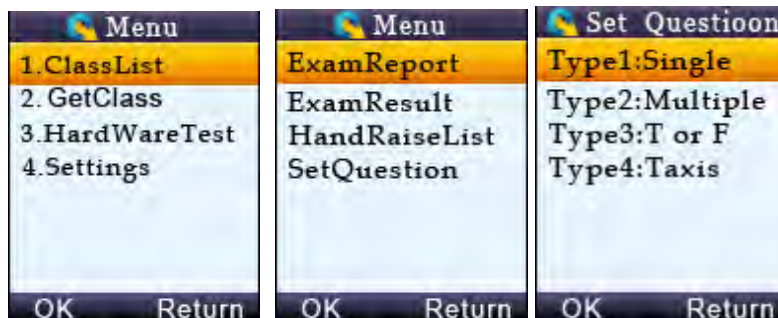 Menu
1.ClassList
2. GetClass
3.HardWareTest
4.Settings
OK Return
Menu
ExamReport
ExamResult
HandRaiseList
SetQuestion
OK Return
Set Questioon
Type1:Single
Type2:Multiple
Type3:T or F
Type4:Taxis
OK Return